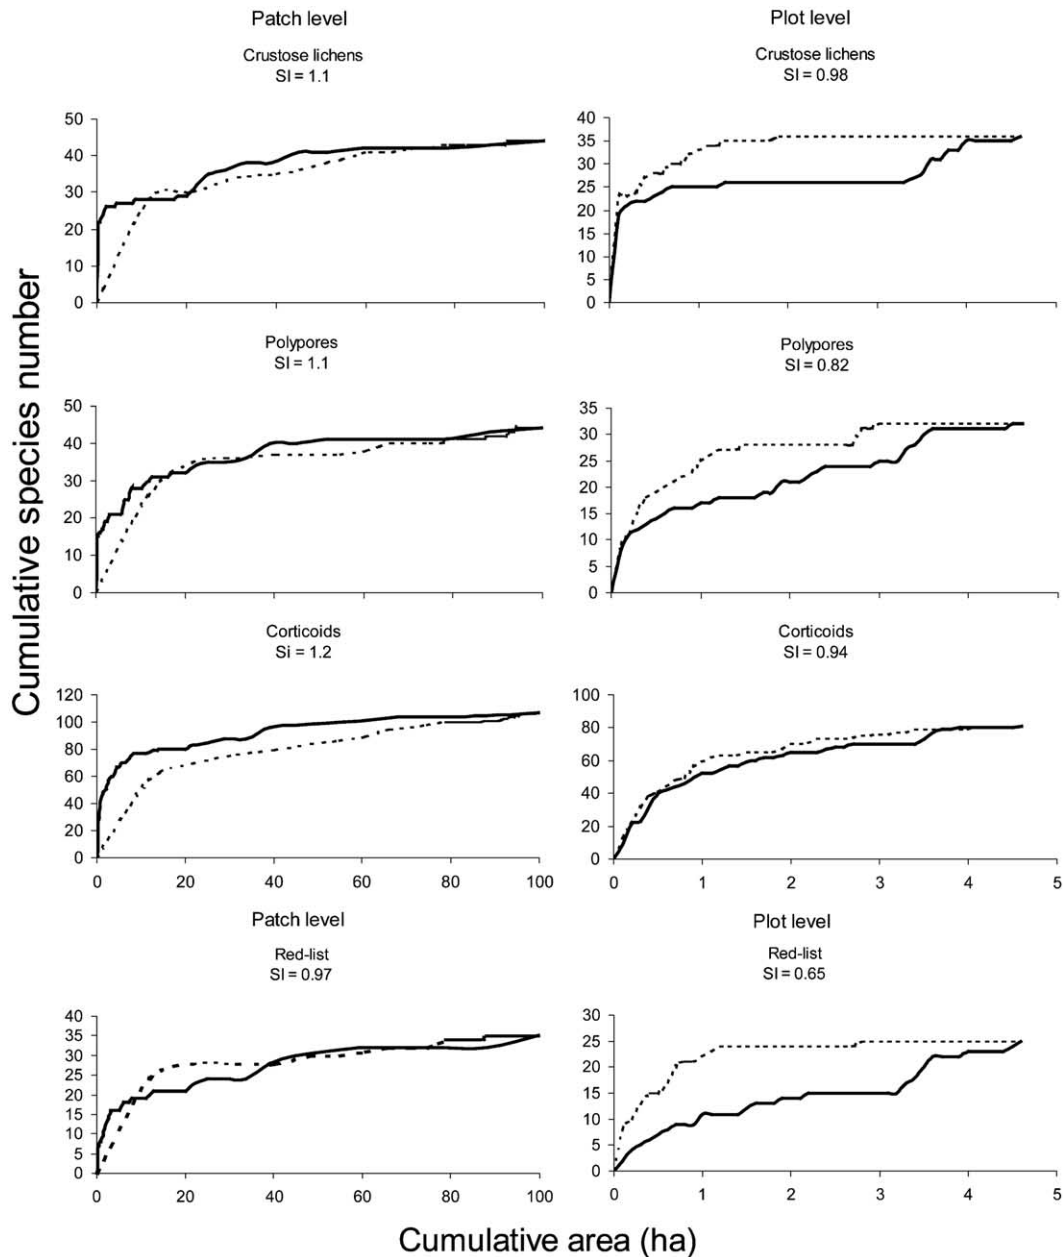 Patch level
Crustose lichens
SI = 1.1
50
40
30
20
10
0
Plot level
Crustose lichens
SI = 0.98
40
35
30
25
20
15
10
5
0
Cumulative species number
Polypores
SI = 1.1
50
40
30
20
10
0
Polypores
SI = 0.82
35
30
25
20
15
10
5
0
0 1 2 3 4 5
Corticoids
Si = 1.2
120
100
80
60
40
20
0
0 20 40 60 80 100
Corticoids
SI = 0.94
100
80
60
40
20
0
0 1 2 3 4 5
Patch level
Red-list
SI = 0.97
40
35
30
25
20
15
10
5
0
0 20 40 60 80 100
Plot level
Red-list
SI = 0.65
30
25
20
15
10
5
0
0 1 2 3 4 5
Cumulative area (ha)